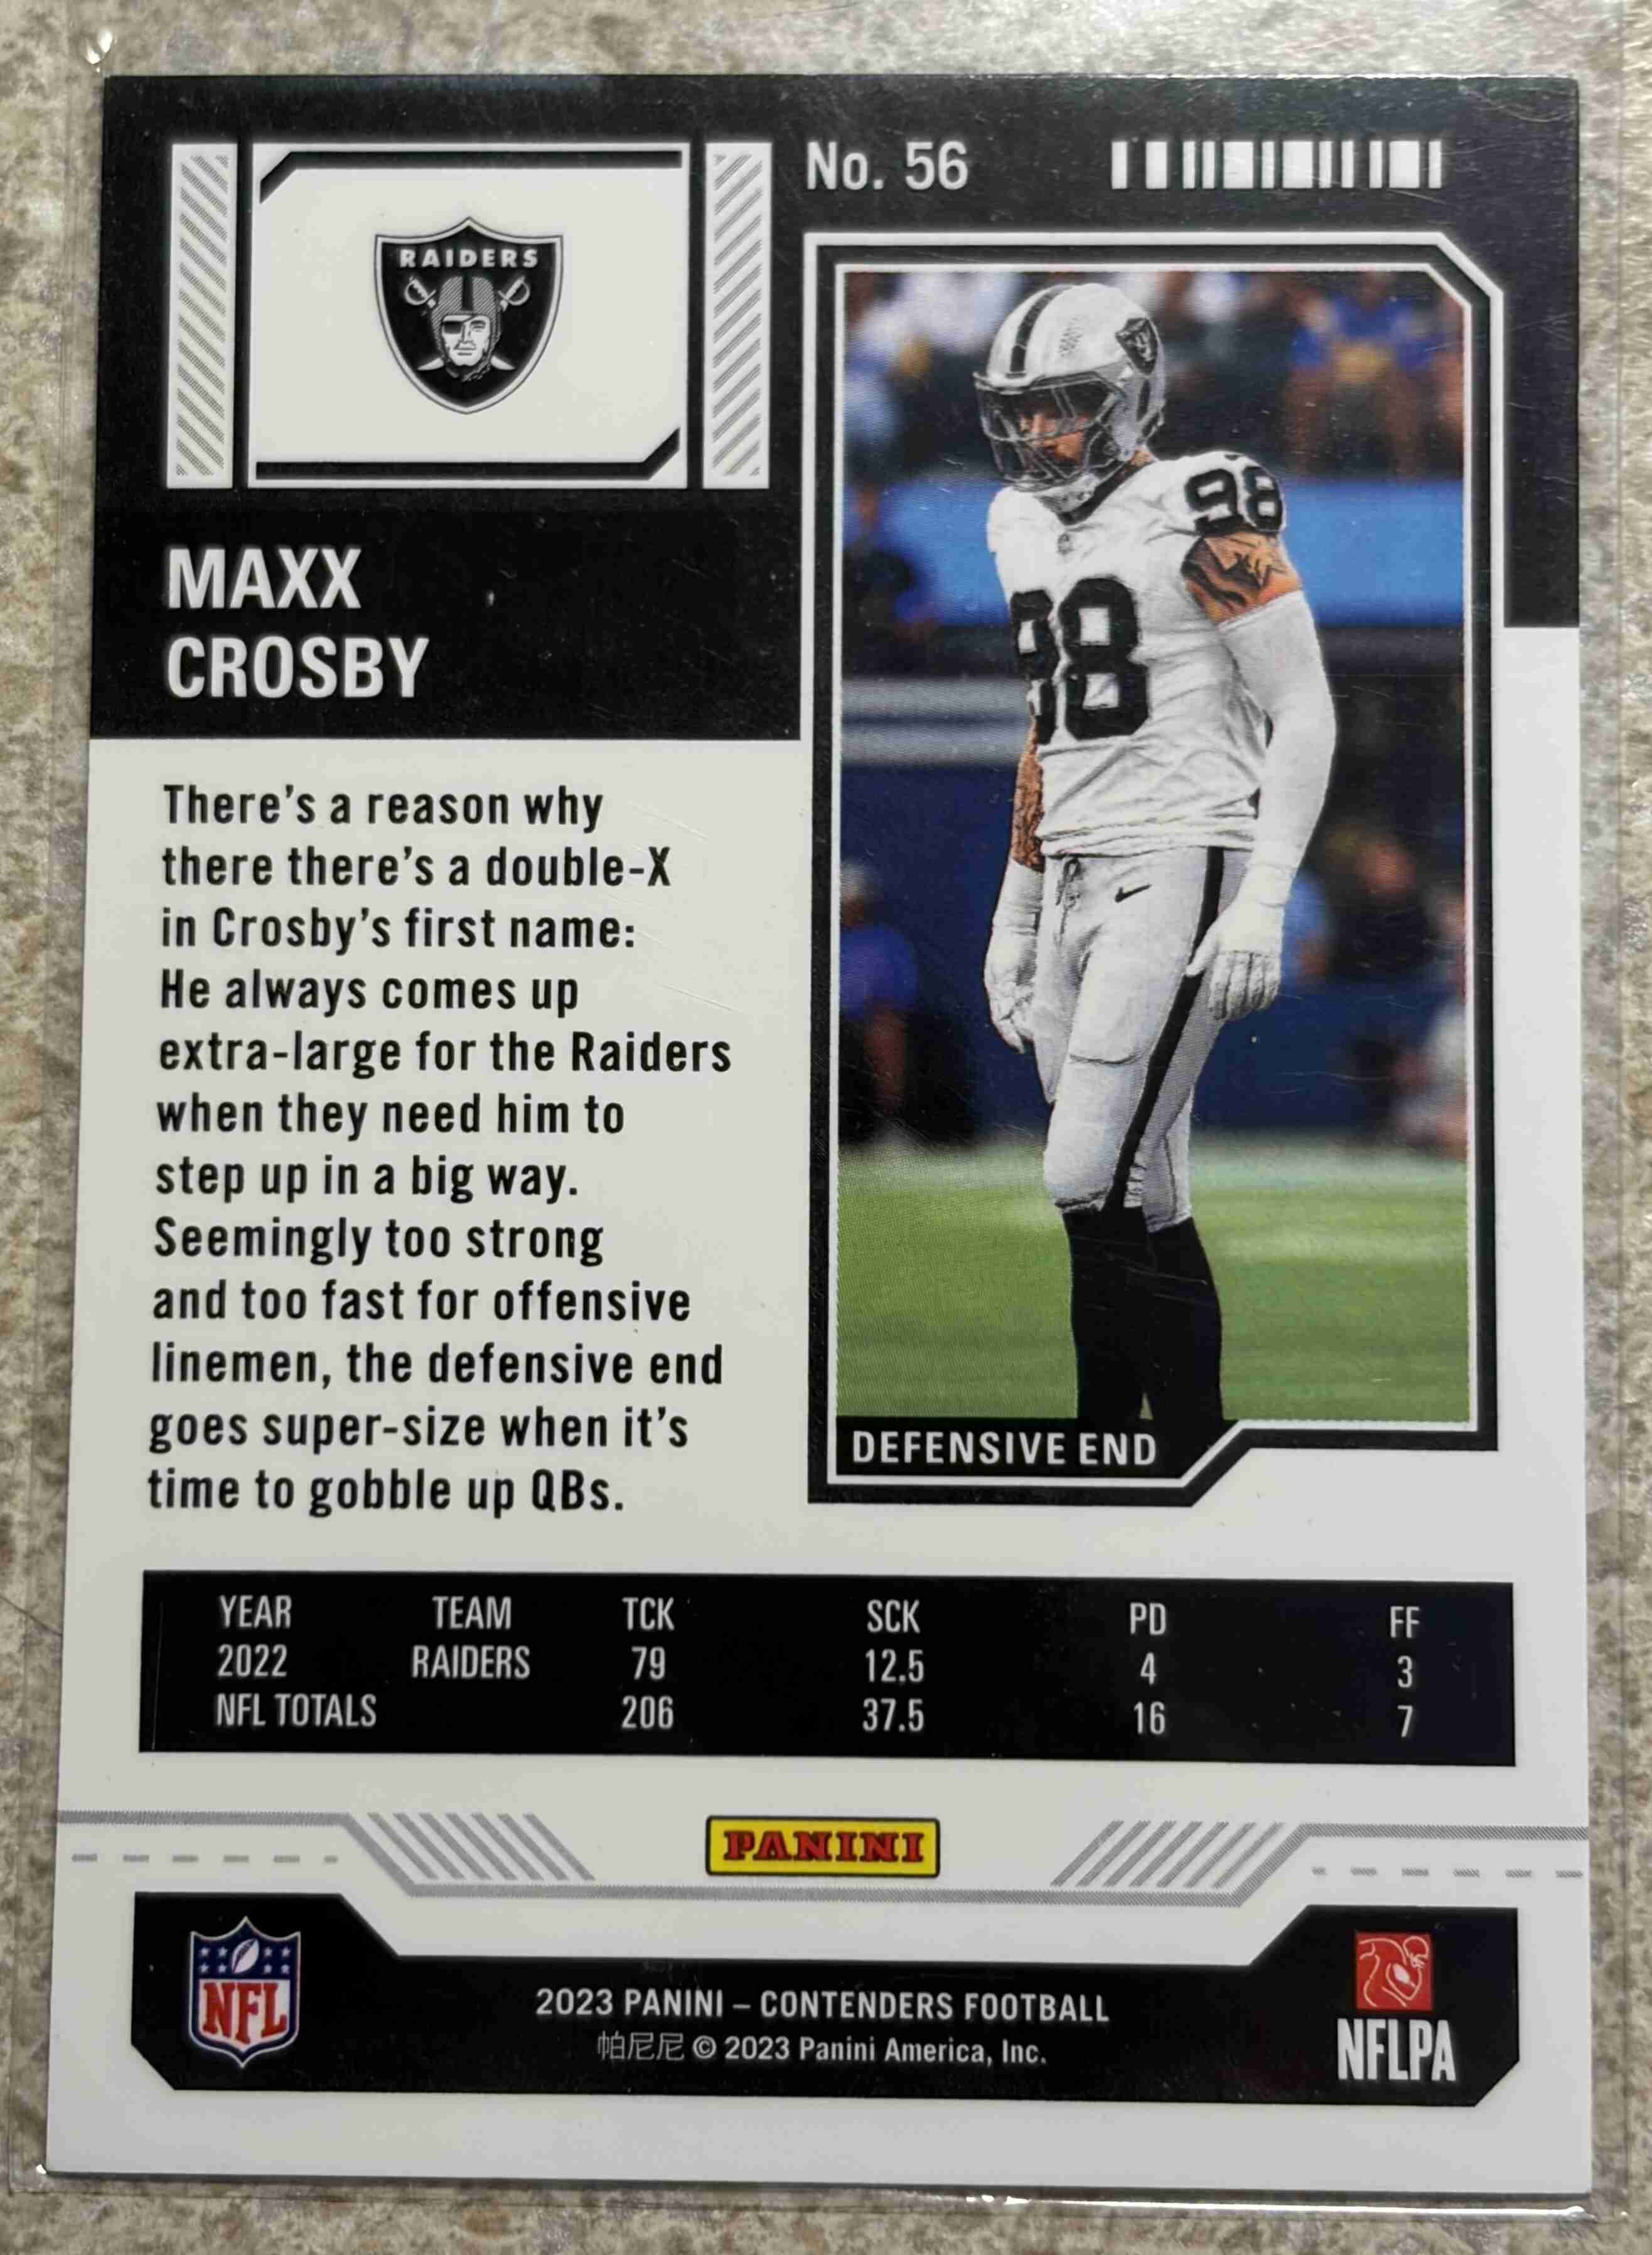 RAIDERS
No. 56
MAXX
CROSBY
98
98
There's a reason why
there there's a double-X
in Crosby's first name:
He always comes up
extra-large for the Raiders
when they need him to
step up in a big way.
Seemingly too strong
and too fast for offensive
linemen, the defensive end
goes super-size when it's
time to gobble up QBs.
DEFENSIVE END
YEAR TEAM TCK SCK PD FF
2022 RAIDERS 79 12.5 4 3
NFL TOTALS 206 37.5 16 7
PANINI
NFL
2023 PANINI – CONTENDERS FOOTBALL
帕尼尼 © 2023 Panini America, Inc.
NFLPA